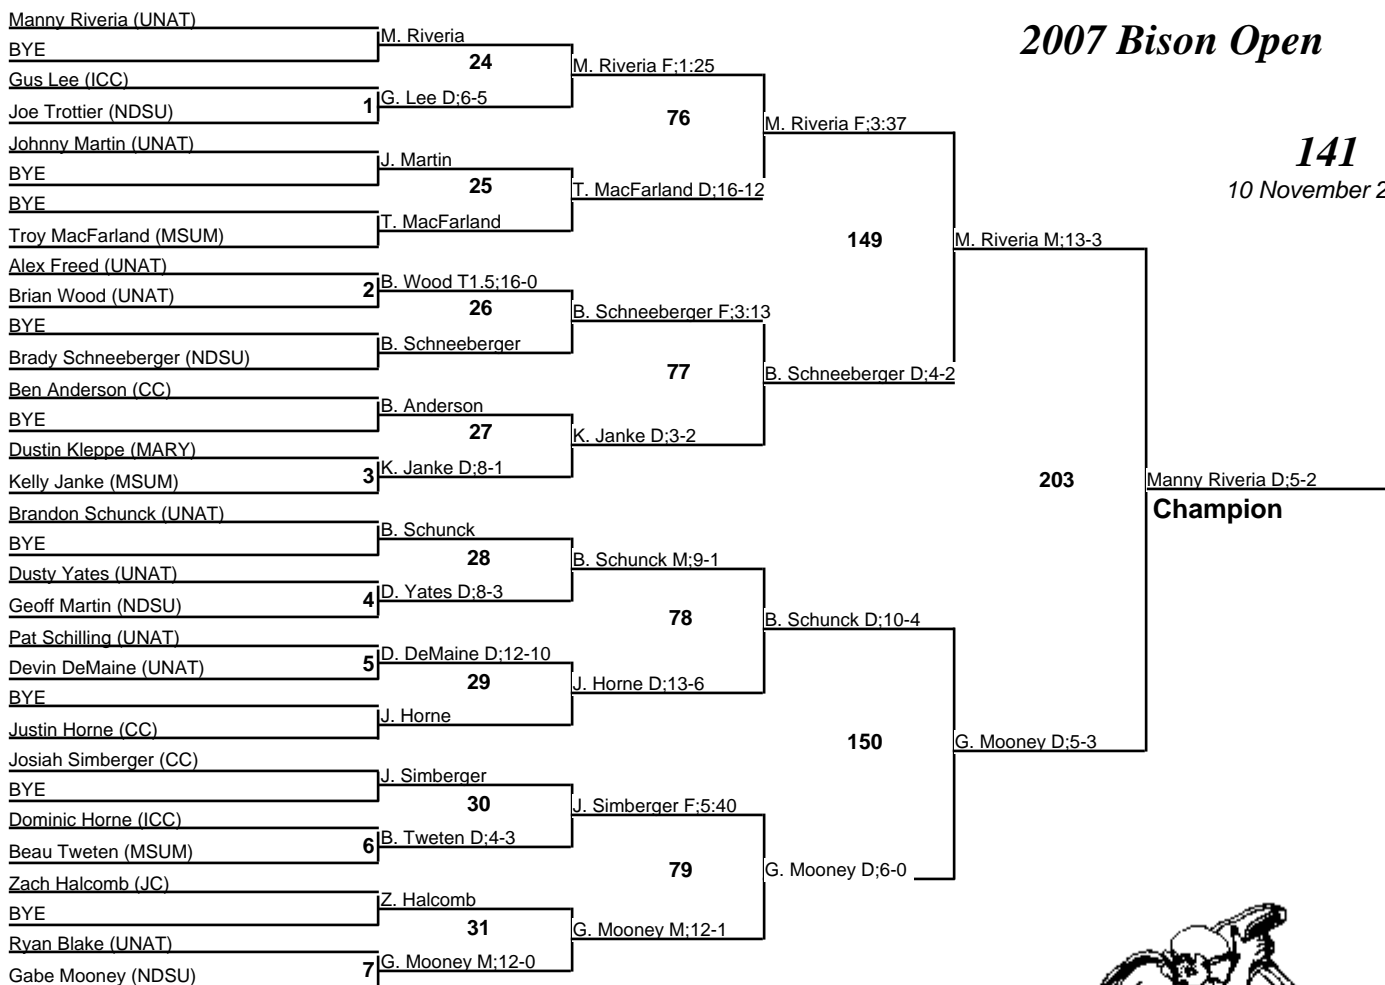 2007 Bison Open
141
10 November 2
Manny Riveria (UNAT)
BYE
Gus Lee (ICC)
Joe Trottier (NDSU)
Johnny Martin (UNAT)
BYE
BYE
Troy MacFarland (MSUM)
Alex Freed (UNAT)
Brian Wood (UNAT)
BYE
Brady Schneeberger (NDSU)
Ben Anderson (CC)
BYE
Dustin Kleppe (MARY)
Kelly Janke (MSUM)
Brandon Schunck (UNAT)
BYE
Dusty Yates (UNAT)
Geoff Martin (NDSU)
Pat Schilling (UNAT)
Devin DeMaine (UNAT)
BYE
Justin Horne (CC)
Josiah Simberger (CC)
BYE
Dominic Horne (ICC)
Beau Tweten (MSUM)
Zach Halcomb (JC)
BYE
Ryan Blake (UNAT)
Gabe Mooney (NDSU)
1
2
3
4
5
6
7
M. Riveria
24
G. Lee D;6-5
J. Martin
25
T. MacFarland
B. Wood T1.5;16-0
26
B. Schneeberger
B. Anderson
27
K. Janke D;8-1
B. Schunck
28
D. Yates D;8-3
D. DeMaine D;12-10
29
J. Horne
J. Simberger
30
B. Tweten D;4-3
Z. Halcomb
31
G. Mooney M;12-0
M. Riveria F;1:25
76
T. MacFarland D;16-12
B. Schneeberger F;3:13
77
K. Janke D;3-2
B. Schunck M;9-1
78
J. Horne D;13-6
J. Simberger F;5:40
79
G. Mooney M;12-1
M. Riveria F;3:37
149
B. Schneeberger D;4-2
B. Schunck D;10-4
150
G. Mooney D;6-0
M. Riveria M;13-3
203
G. Mooney D;5-3
Manny Riveria D;5-2
Champion